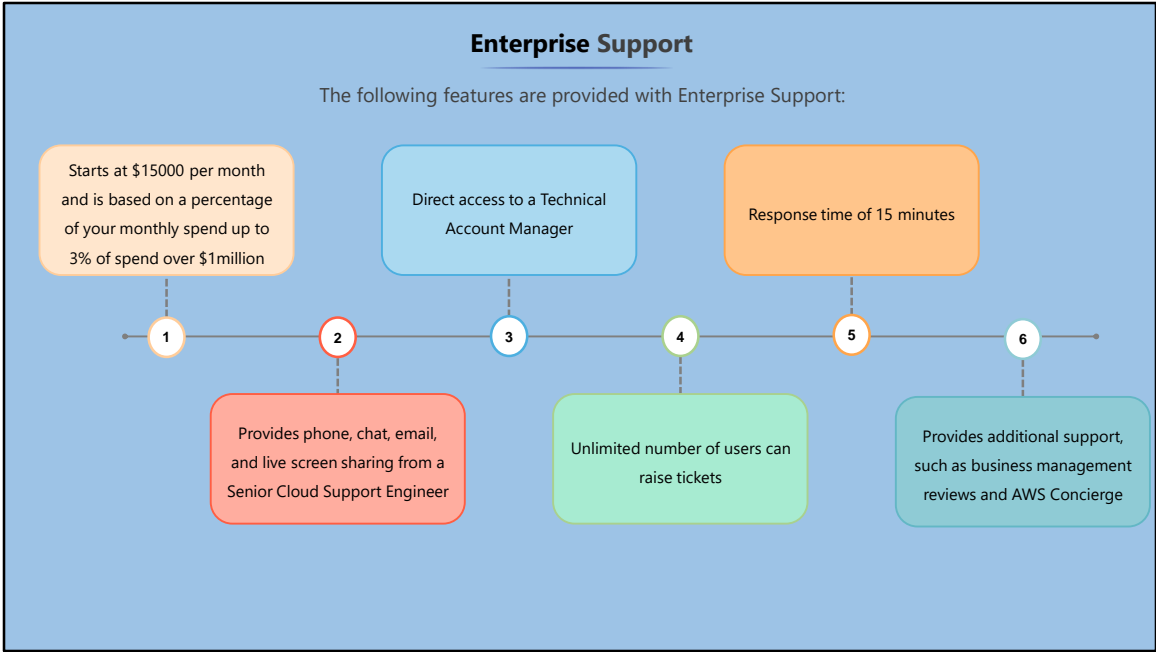 Enterprise Support
The following features are provided with Enterprise Support:
Starts at $15000 per month
and is based on a percentage
of your monthly spend up to
3% of spend over $1million
Direct access to a Technical
Account Manager
Response time of 15 minutes
1
2
3
4
5
6
Provides phone, chat, email,
and live screen sharing from a
Senior Cloud Support Engineer
Unlimited number of users can
raise tickets
Provides additional support,
such as business management
reviews and AWS Concierge